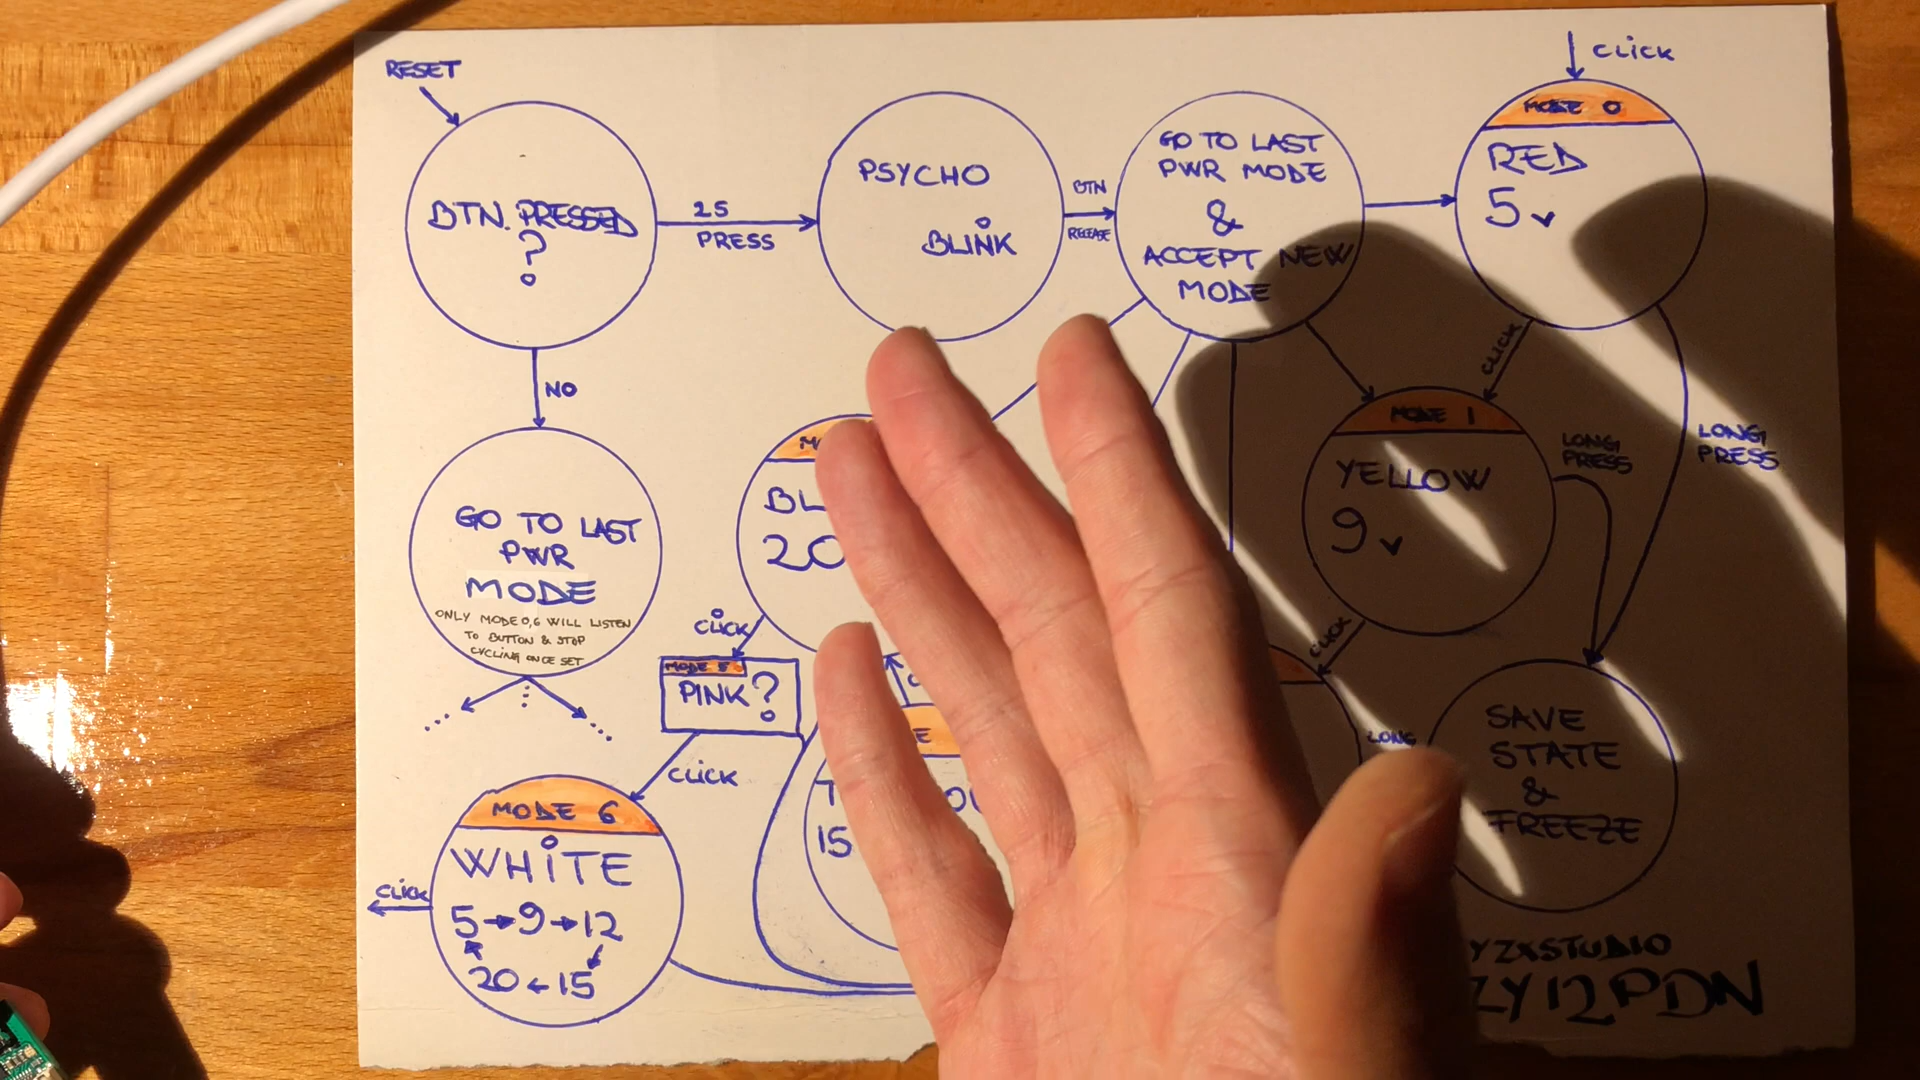 RESET
BTN. PRESSED
?
2S
PRESS
PSYCHO
BLINK
BTN
RELEASE
GO TO LAST
PWR MODE
&
ACCEPT NEW
MODE
CLICK
MODE 0
RED
5V
CLICK
LONG
PRESS
NO
GO TO LAST
PWR
MODE
ONLY MODE 0,6 WILL LISTEN
TO BUTTON & STOP
CYCLING ONCE SET
20
CLICK
MODE 5
PINK?
CLICK
MODE 1
YELLOW
9V
LONG
PRESS
CLICK
15
LONG
SAVE
STATE
&
FREEZE
MODE 6
WHITE
5→9→12
20←15
CLICK
YZXSTUDIO
ZY12PDN